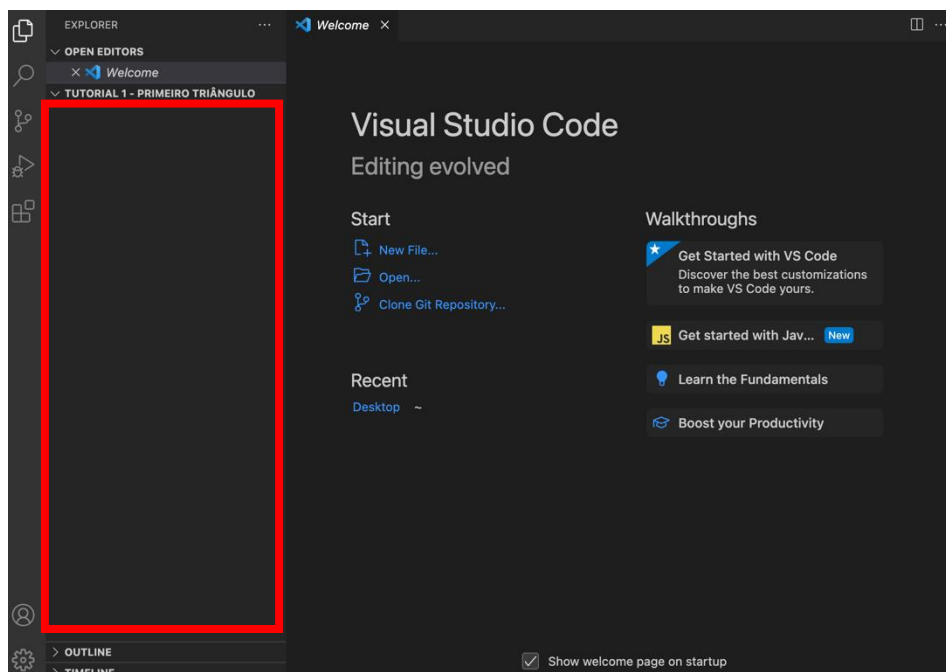 EXPLORER
OPEN EDITORS
Welcome
TUTORIAL 1 - PRIMEIRO TRIÂNGULO
OUTLINE
TIMELINE
Welcome
Visual Studio Code
Editing evolved
Start
New File...
Open...
Clone Git Repository...
Recent
Desktop ~
Walkthroughs
Get Started with VS Code
Discover the best customizations
to make VS Code yours.
JS Get started with Jav... New
Learn the Fundamentals
Boost your Productivity
Show welcome page on startup